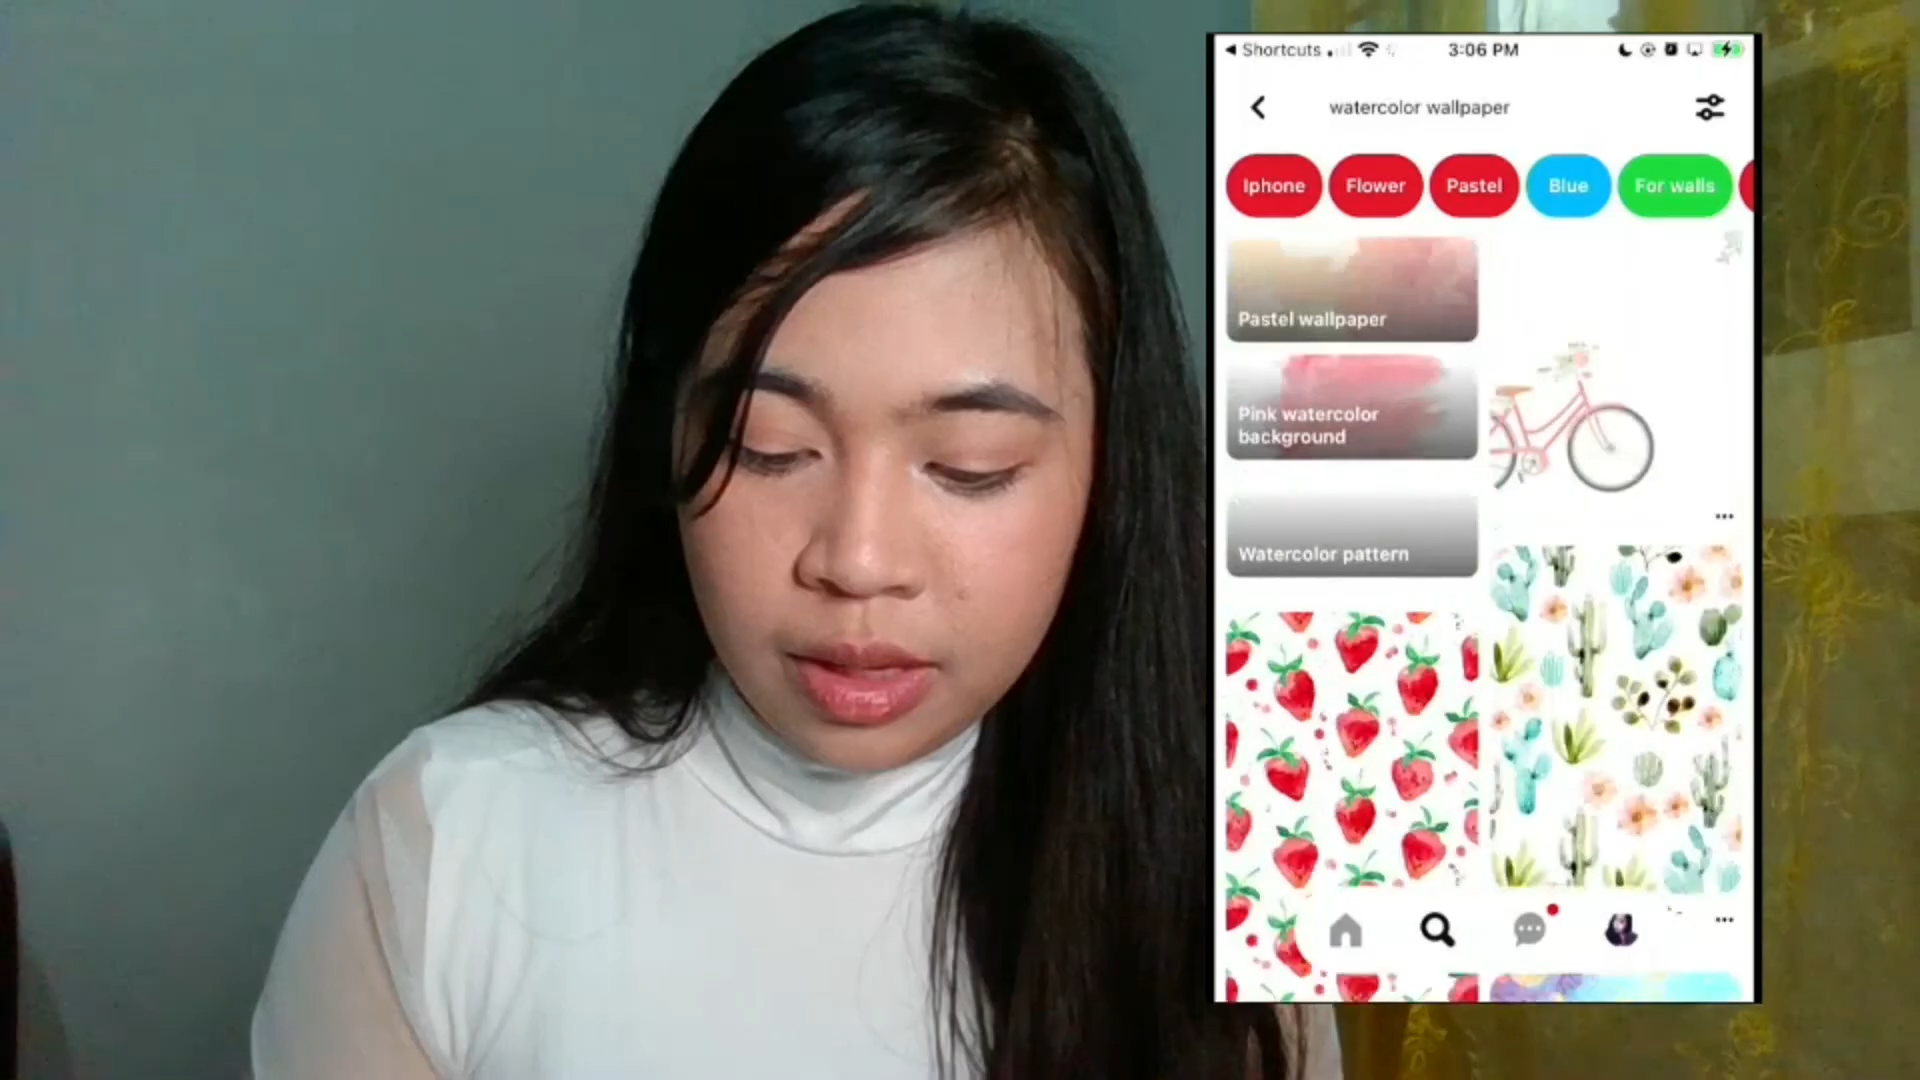 Shortcuts
3:06 PM
watercolor wallpaper
Iphone
Flower
Pastel
Blue
For walls
Pastel wallpaper
Pink watercolor
background
Watercolor pattern